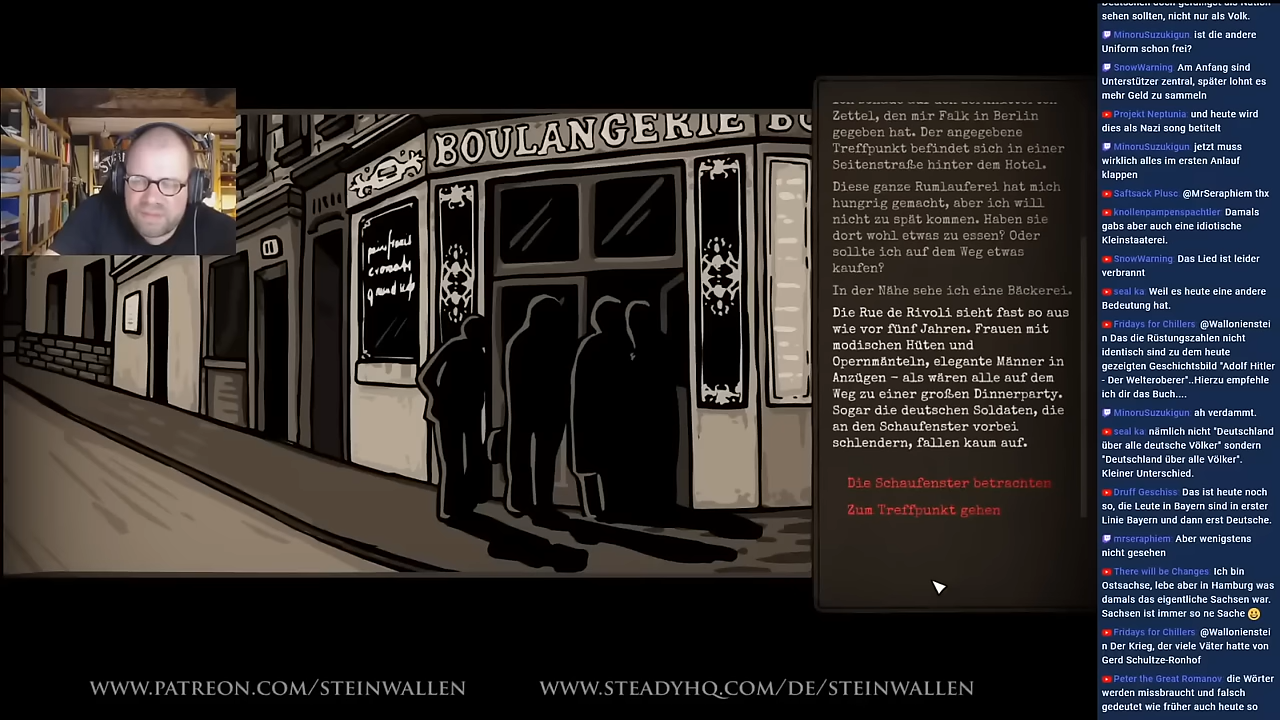 BOULANGERIE BO
Zettel, den mir Falk in Berlin
gegeben hat. Der angegebene
Treffpunkt befindet sich in einer
Seitenstraße hinter dem Hotel.
Diese ganze Rumlauferei hat mich
hungrig gemacht, aber ich will
nicht zu spät kommen. Haben sie
dort wohl etwas zu essen? Oder
sollte ich auf dem Weg etwas
kaufen?
In der Nähe sehe ich eine Bäckerei.
Die Rue de Rivoli sieht fast so aus
wie vor fünf Jahren. Frauen mit
modischen Hüten und
Opernmänteln, elegante Männer in
Anzügen – als wären alle auf dem
Weg zu einer großen Dinnerparty.
Sogar die deutschen Soldaten, die
an den Schaufenster vorbei
schlendern, fallen kaum auf.
Die Schaufenster betrachten
Zum Treffpunkt gehen
WWW.PATREON.COM/STEINWALLEN
WWW.STEADYHQ.COM/DE/STEINWALLEN
sehen sollten, nicht nur als Volk.
MinoruSuzukigun ist die andere
Uniform schon frei?
SnowWarning Am Anfang sind
Unterstützer zentral, später lohnt es
mehr Geld zu sammeln
Projekt Neptunia: und heute wird
dies als Nazi song betitelt
MinoruSuzukigun jetzt muss
wirklich alles im ersten Anlauf
klappen
Saftsack Plusc @MrSeraphiem thx
knollenpampenspachtler Damals
gabs aber auch eine idiotische
Kleinstaaterei.
SnowWarning: Das Lied ist leider
verbrannt
seal ka: Weil es heute eine andere
Bedeutung hat.
Fridays for Chillers @Wallonienstei
n Das die Rüstungszahlen nicht
identisch sind zu dem heute
gezeigten Geschichtsbild "Adolf Hitler
- Der Welteroberer"..Hierzu empfehle
ich dir das Buch....
MinoruSuzukigun ah verdammt.
seal ka: nämlich nicht "Deutschland
über alle deutsche Völker" sondern
"Deutschland über alle Völker".
Kleiner Unterschied.
Druff Geschiss: Das ist heute noch
so, die Leute in Bayern sind in erster
Linie Bayern und dann erst Deutsche.
mrseraphiem Aber wenigstens
nicht gesehen
There will be Changes Ich bin
Ostsachse, lebe aber in Hamburg was
damals das eigentliche Sachsen war.
Sachsen ist immer so ne Sache
Fridays for Chillers @Wallonienstei
n Der Krieg, der viele Väter hatte von
Gerd Schultze-Ronhof
Peter the Great Romanov die Wörter
werden missbraucht und falsch
gedeutet wie früher auch heute so